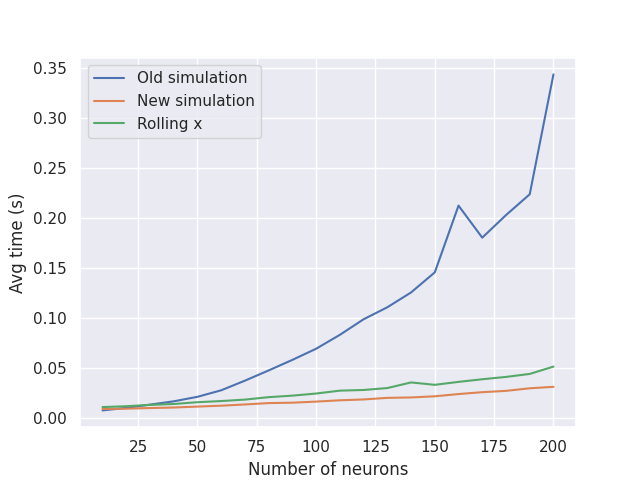 Old simulation
New simulation
Rolling x
Avg time (s)
0.35
0.30
0.25
0.20
0.15
0.10
0.05
0.00
25 50 75 100 125 150 175 200
Number of neurons